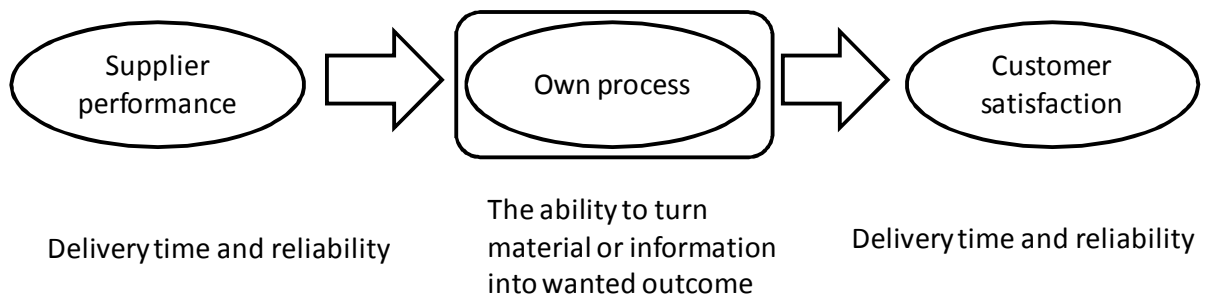 Supplier
performance
Own process
Customer
satisfaction
Delivery time and reliability
The ability to turn
material or information
into wanted outcome
Delivery time and reliability